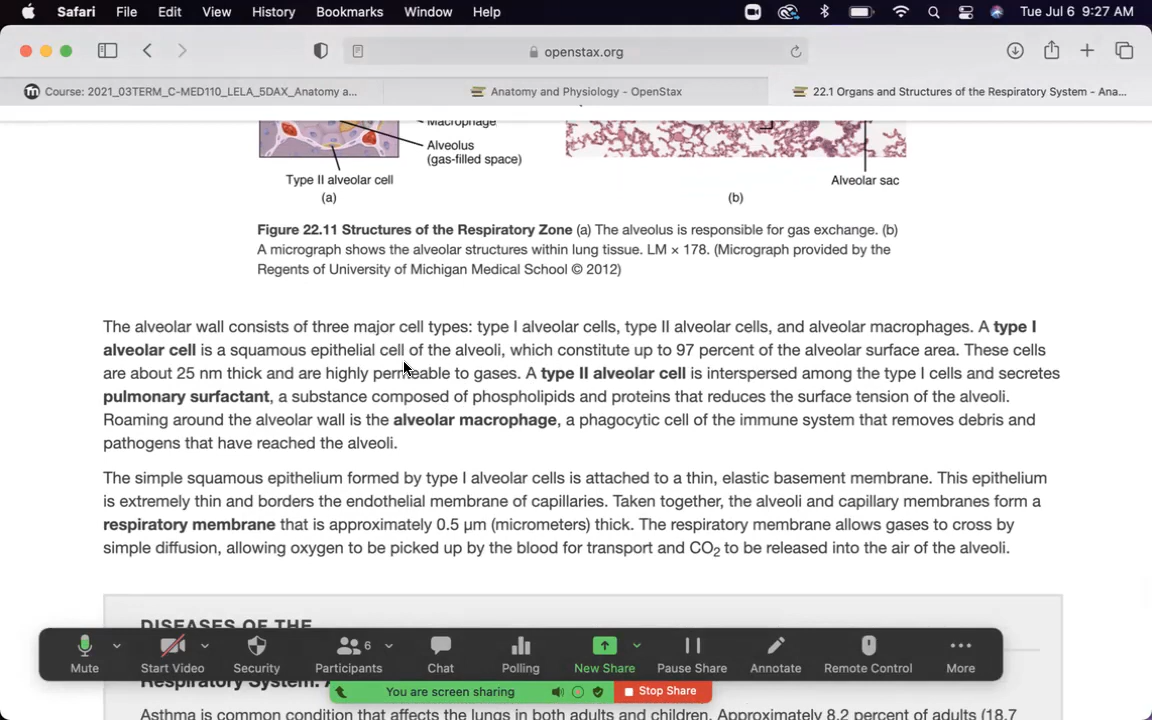 Safari File Edit View History Bookmarks Window Help Tue Jul 6 9:27 AM
openstax.org
Course: 2021_03TERM_C-MED110_LELA_5DAX_Anatomy a... Anatomy and Physiology - OpenStax 22.1 Organs and Structures of the Respiratory System - Ana...
Macrophage
Alveolus
(gas-filled space)
Type II alveolar cell
Alveolar sac
(a)
(b)
Figure 22.11 Structures of the Respiratory Zone (a) The alveolus is responsible for gas exchange. (b)
A micrograph shows the alveolar structures within lung tissue. LM × 178. (Micrograph provided by the
Regents of University of Michigan Medical School © 2012)
The alveolar wall consists of three major cell types: type I alveolar cells, type II alveolar cells, and alveolar macrophages. A type I
alveolar cell is a squamous epithelial cell of the alveoli, which constitute up to 97 percent of the alveolar surface area. These cells
are about 25 nm thick and are highly permeable to gases. A type II alveolar cell is interspersed among the type I cells and secretes
pulmonary surfactant, a substance composed of phospholipids and proteins that reduces the surface tension of the alveoli.
Roaming around the alveolar wall is the alveolar macrophage, a phagocytic cell of the immune system that removes debris and
pathogens that have reached the alveoli.
The simple squamous epithelium formed by type I alveolar cells is attached to a thin, elastic basement membrane. This epithelium
is extremely thin and borders the endothelial membrane of capillaries. Taken together, the alveoli and capillary membranes form a
respiratory membrane that is approximately 0.5 μm (micrometers) thick. The respiratory membrane allows gases to cross by
simple diffusion, allowing oxygen to be picked up by the blood for transport and CO₂ to be released into the air of the alveoli.
DISEASES OF THE
6
Mute Start Video Security Participants Chat Polling New Share Pause Share Annotate Remote Control More
Respiratory System:
You are screen sharing Stop Share
Asthma is common condition that affects the lungs in both adults and children. Approximately 8.2 percent of adults (18.7